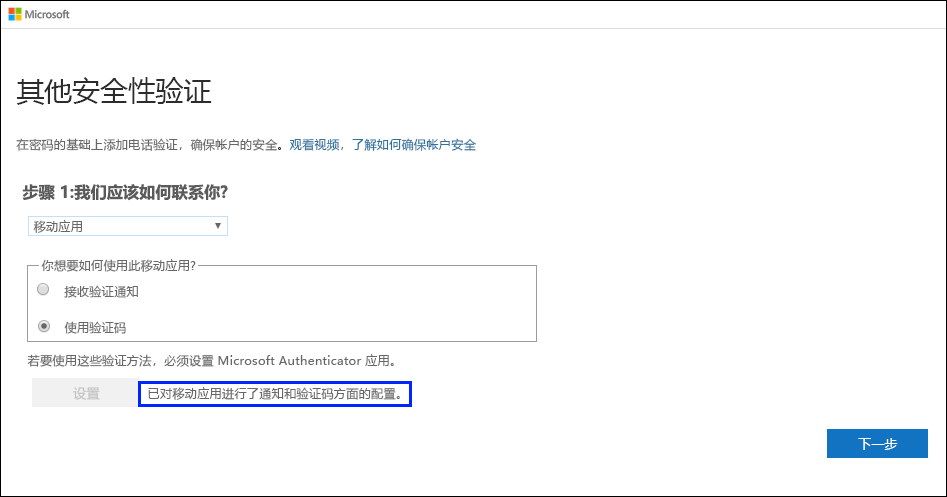 Microsoft
其他安全性验证
在密码的基础上添加电话验证，确保帐户的安全。观看视频，了解如何确保帐户安全
步骤 1:我们应该如何联系你?
移动应用
你想要如何使用此移动应用?
接收验证通知
使用验证码
若要使用这些验证方法，必须设置 Microsoft Authenticator 应用。
设置 已对移动应用进行了通知和验证码方面的配置。
下一步